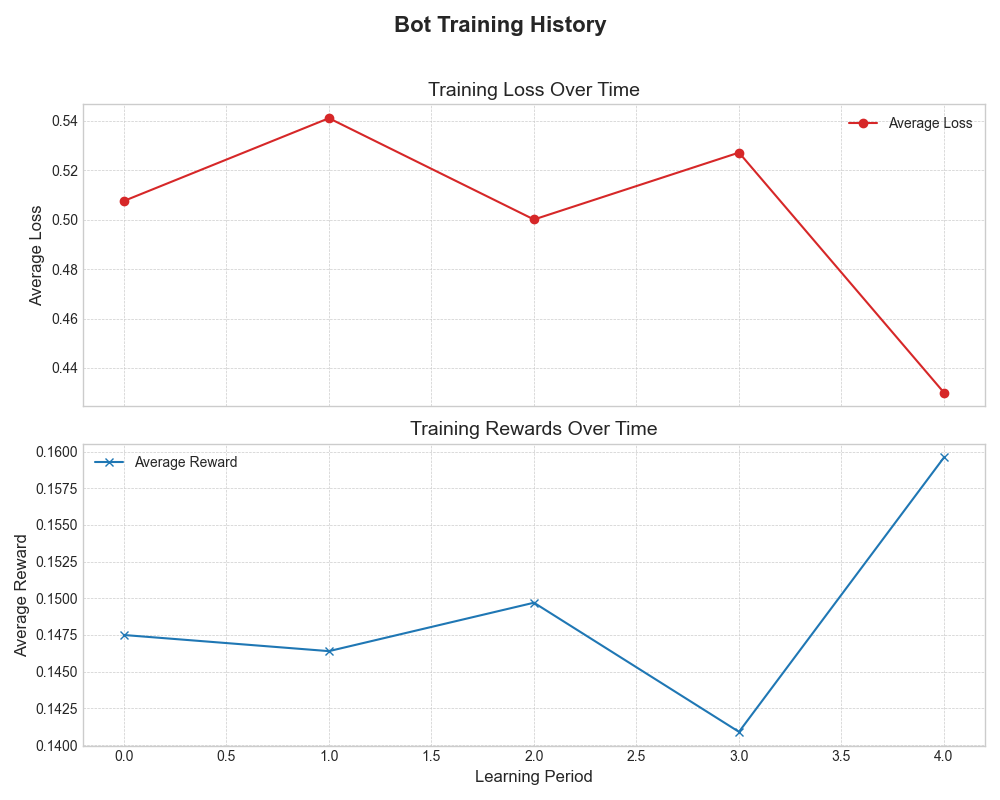 Bot Training History
Training Loss Over Time
Average Loss
0.54
0.52
0.50
0.48
0.46
0.44
Average Loss
Training Rewards Over Time
Average Reward
0.1600
0.1575
0.1550
0.1525
0.1500
0.1475
0.1450
0.1425
0.1400
Average Reward
0.0 0.5 1.0 1.5 2.0 2.5 3.0 3.5 4.0
Learning Period